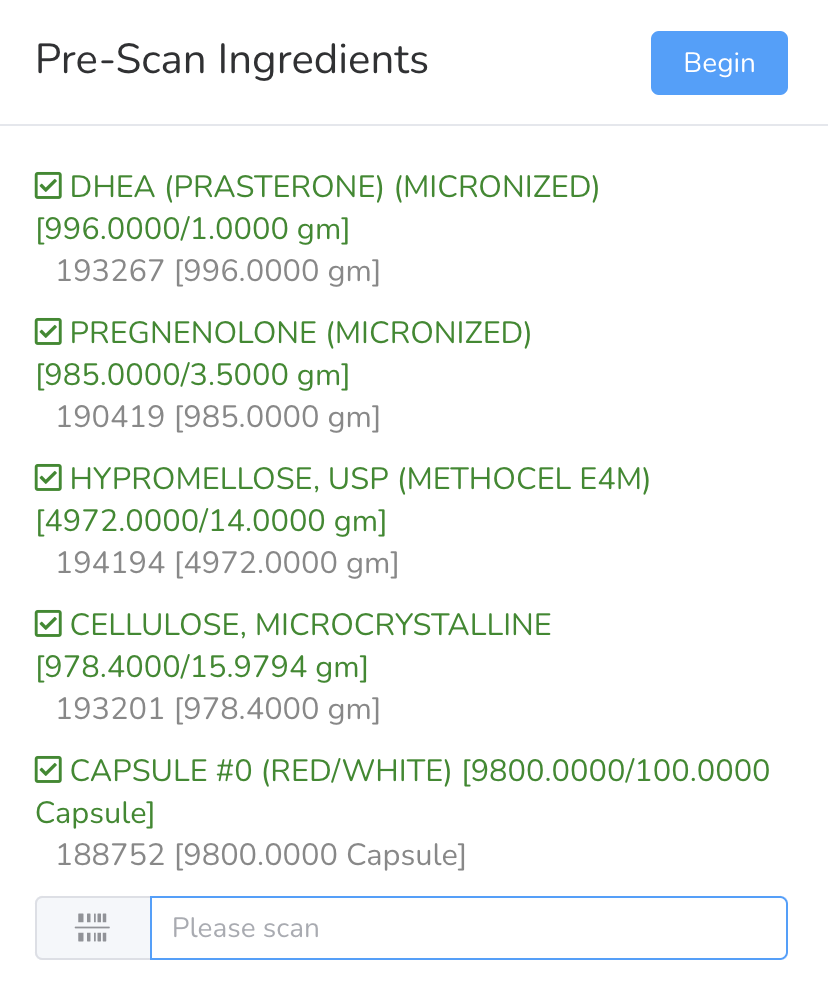 Pre-Scan Ingredients
Begin
DHEA (PRASTERONE) (MICRONIZED)
[996.0000/1.0000 gm]
193267 [996.0000 gm]
PREGNENOLONE (MICRONIZED)
[985.0000/3.5000 gm]
190419 [985.0000 gm]
HYPROMELLOSE, USP (METHOCEL E4M)
[4972.0000/14.0000 gm]
194194 [4972.0000 gm]
CELLULOSE, MICROCRYSTALLINE
[978.4000/15.9794 gm]
193201 [978.4000 gm]
CAPSULE #0 (RED/WHITE) [9800.0000/100.0000
Capsule]
188752 [9800.0000 Capsule]
Please scan